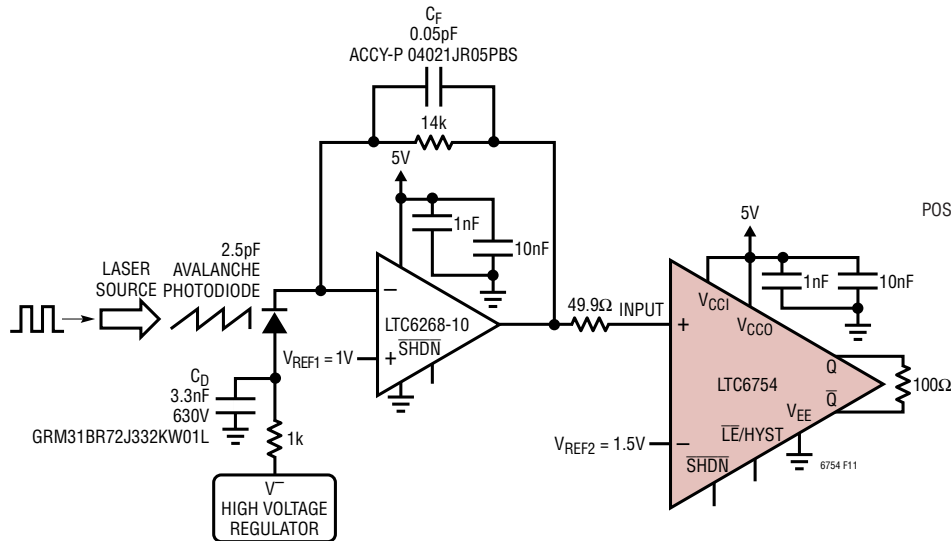 CF
0.05pF
ACCY-P 04021JR05PBS
14k
5V
1nF
10nF
POS
5V
1nF
10nF
2.5pF
AVALANCHE
PHOTODIODE
LASER
SOURCE
–
LTC6268-10
SHDN
+
VREF1 = 1V
49.9Ω
INPUT
VCCI
VCCO
+
LTC6754
Q
Q
100Ω
VEE
LE/HYST
VREF2 = 1.5V
–
SHDN
6754 F11
CD
3.3nF
630V
GRM31BR72J332KW01L
1k
V–
HIGH VOLTAGE
REGULATOR